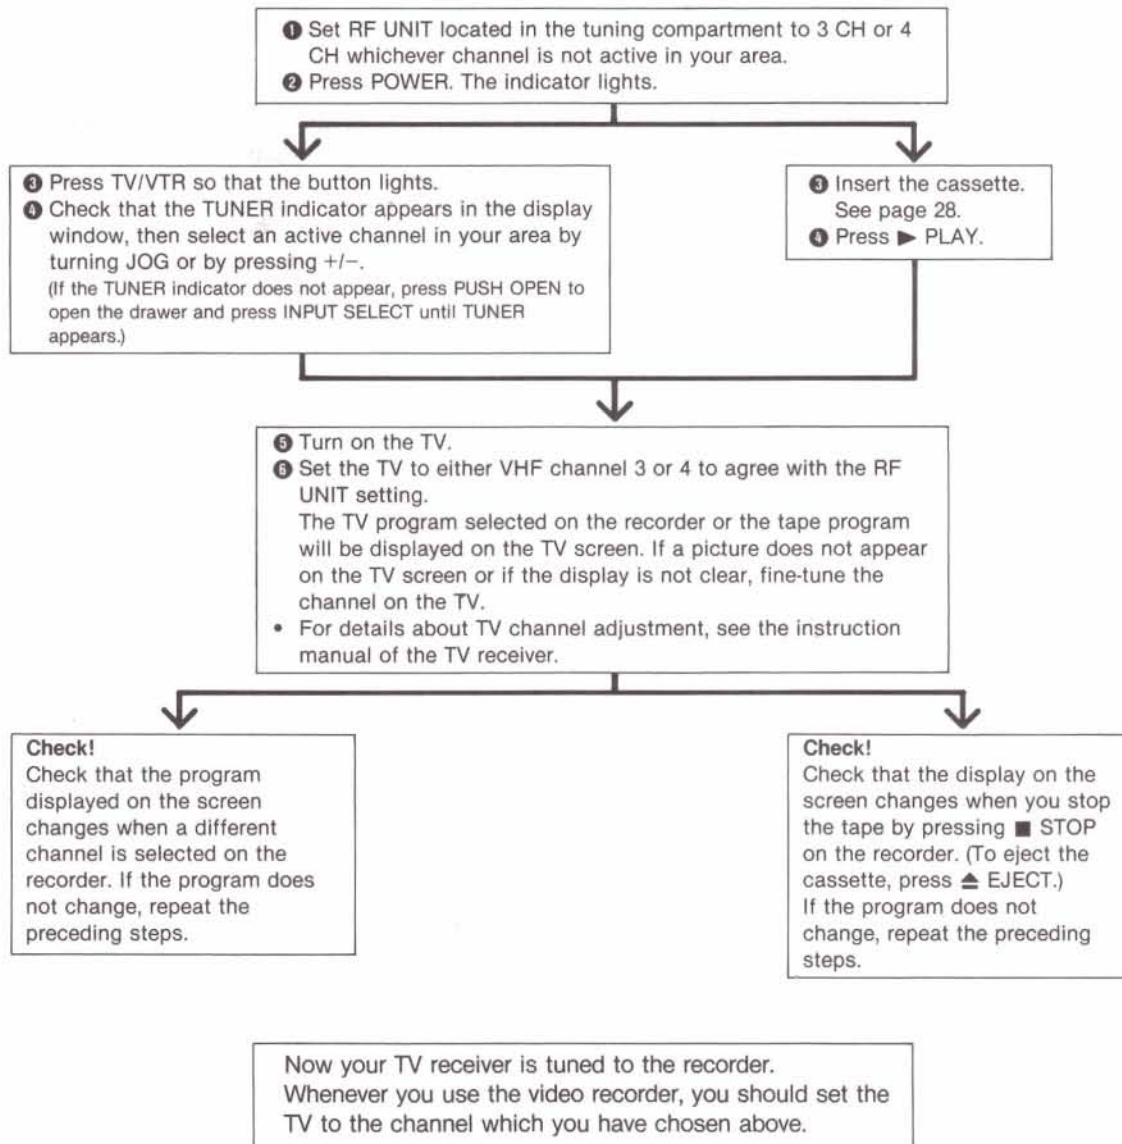 ❶ Set RF UNIT located in the tuning compartment to 3 CH or 4
CH whichever channel is not active in your area.
❷ Press POWER. The indicator lights.
❸ Press TV/VTR so that the button lights.
❹ Check that the TUNER indicator appears in the display
window, then select an active channel in your area by
turning JOG or by pressing +/−.
(If the TUNER indicator does not appear, press PUSH OPEN to
open the drawer and press INPUT SELECT until TUNER
appears.)
❸ Insert the cassette.
See page 28.
❹ Press ► PLAY.
❺ Turn on the TV.
❻ Set the TV to either VHF channel 3 or 4 to agree with the RF
UNIT setting.
The TV program selected on the recorder or the tape program
will be displayed on the TV screen. If a picture does not appear
on the TV screen or if the display is not clear, fine-tune the
channel on the TV.
• For details about TV channel adjustment, see the instruction
manual of the TV receiver.
Check!
Check that the program
displayed on the screen
changes when a different
channel is selected on the
recorder. If the program does
not change, repeat the
preceding steps.
Check!
Check that the display on the
screen changes when you stop
the tape by pressing ■ STOP
on the recorder. (To eject the
cassette, press ⏏ EJECT.)
If the program does not
change, repeat the preceding
steps.
Now your TV receiver is tuned to the recorder.
Whenever you use the video recorder, you should set the
TV to the channel which you have chosen above.